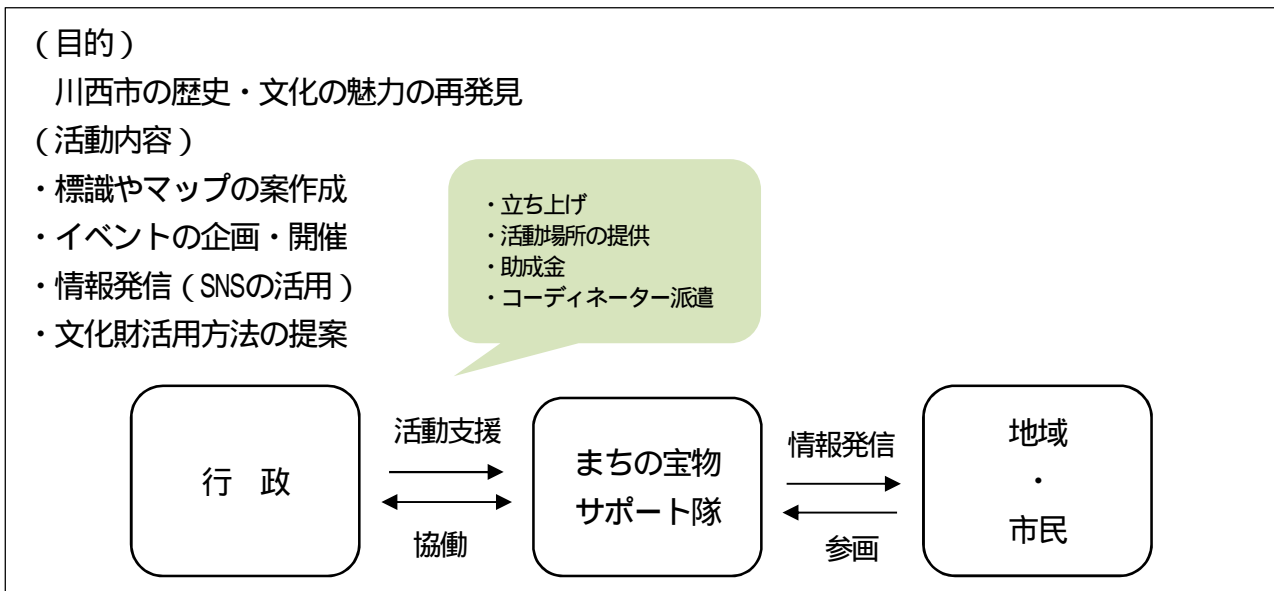 （目的）
川西市の歴史・文化の魅力の再発見
（活動内容）
・標識やマップの案作成
・イベントの企画・開催
・情報発信（SNSの活用）
・文化財活用方法の提案
・立ち上げ
・活動場所の提供
・助成金
・コーディネーター派遣
行　政
活動支援
協働
まちの宝物
サポート隊
情報発信
参画
地域
・
市民